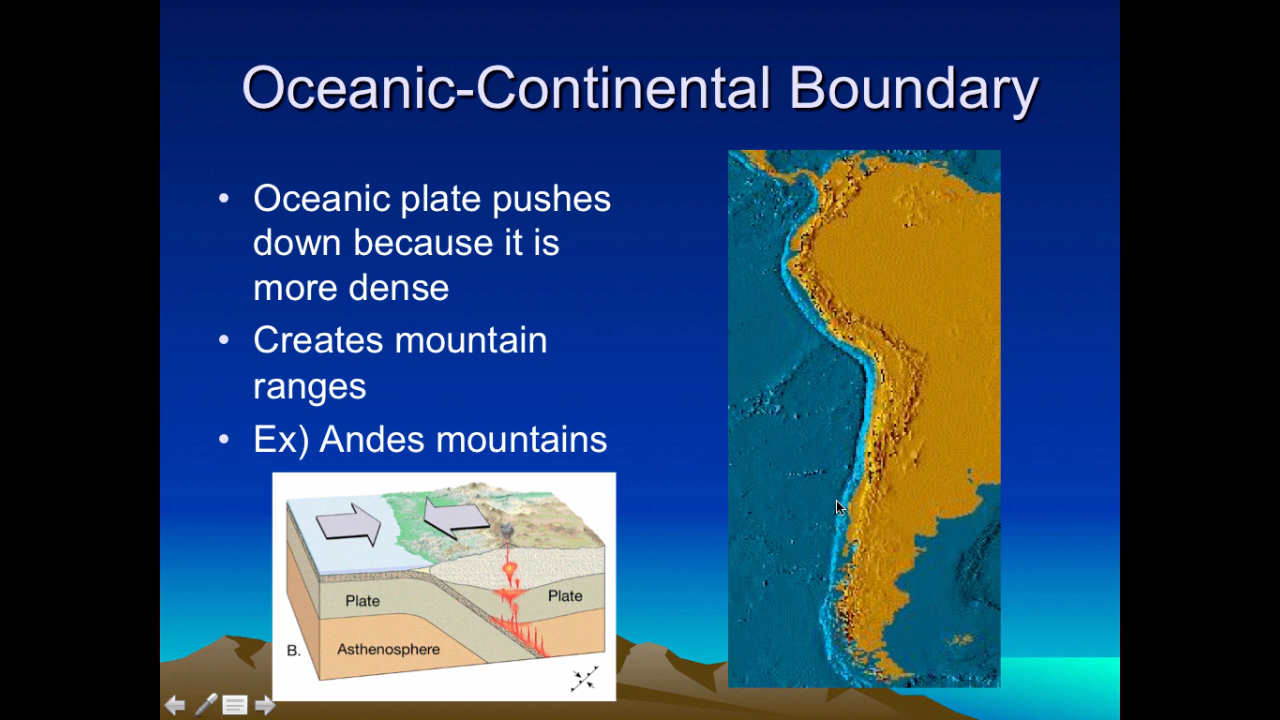 Oceanic-Continental Boundary
• Oceanic plate pushes
down because it is
more dense
• Creates mountain
ranges
• Ex) Andes mountains
Plate
Plate
Asthenosphere
B.